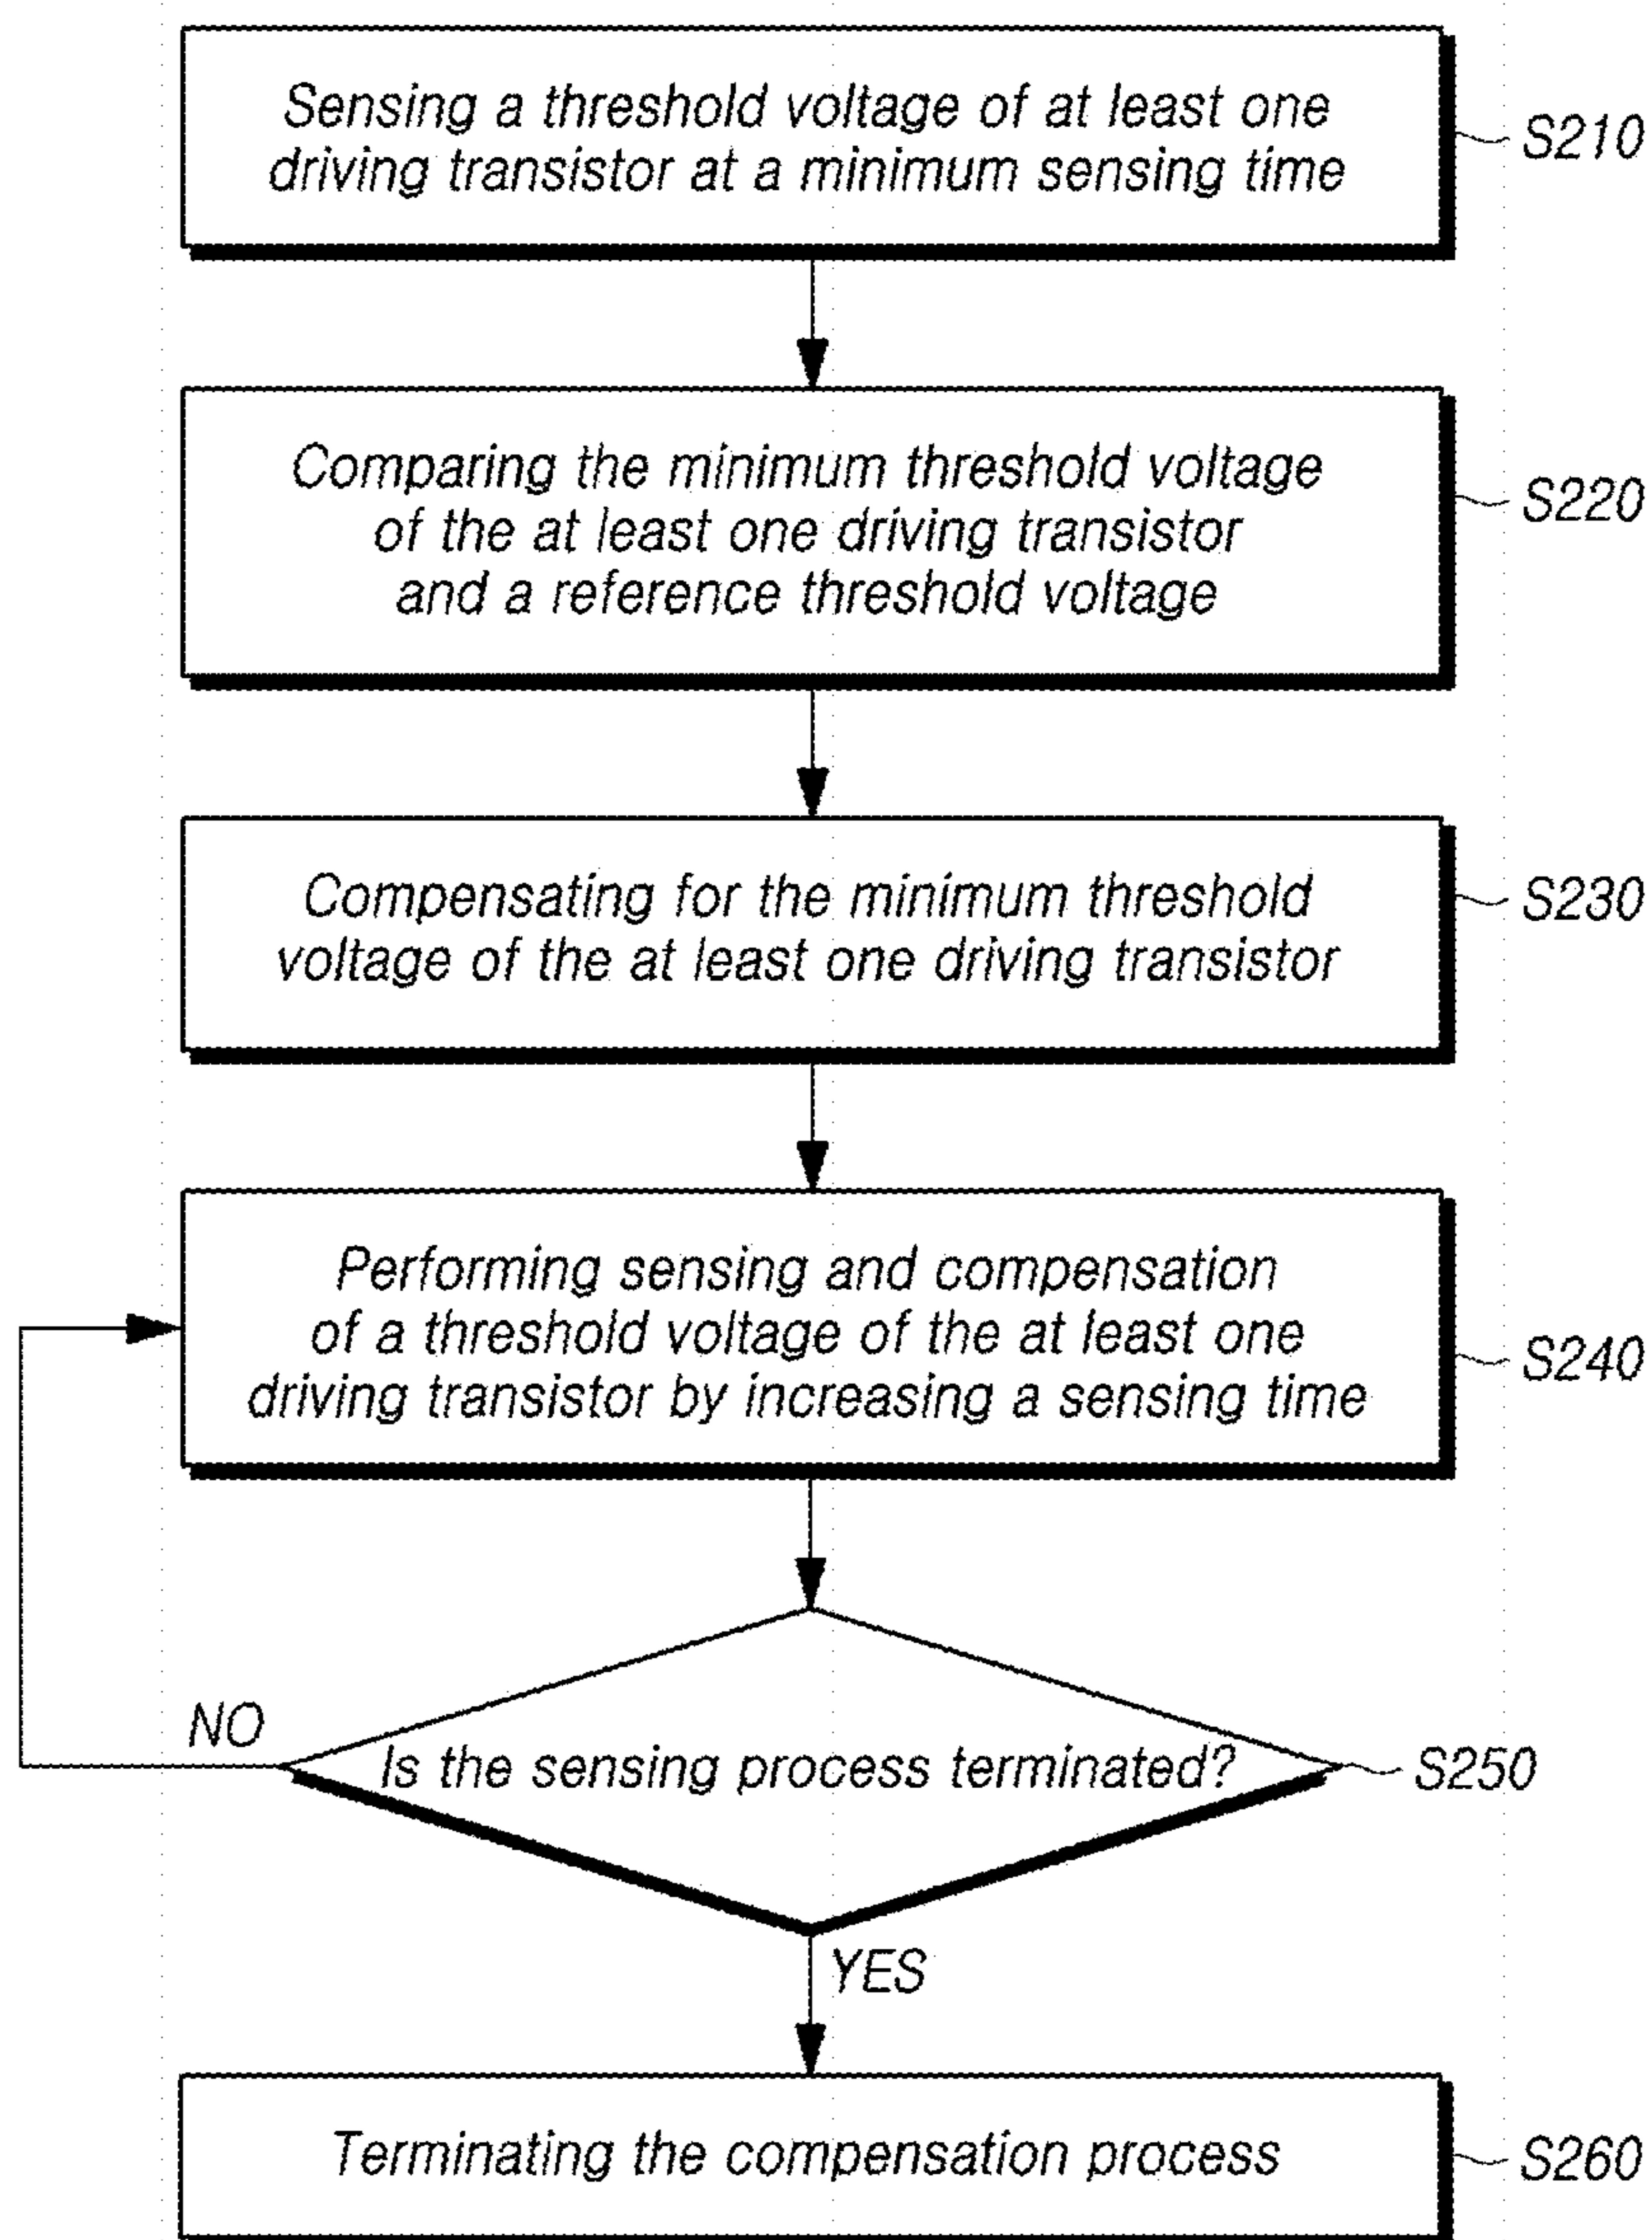 Sensing a threshold voltage of at least one
driving transistor at a minimum sensing time
S210
Comparing the minimum threshold voltage
of the at least one driving transistor
and a reference threshold voltage
S220
Compensating for the minimum threshold
voltage of the at least one driving transistor
S230
Performing sensing and compensation
of a threshold voltage of the at least one
driving transistor by increasing a sensing time
S240
NO
Is the sensing process terminated?
S250
YES
Terminating the compensation process
S260